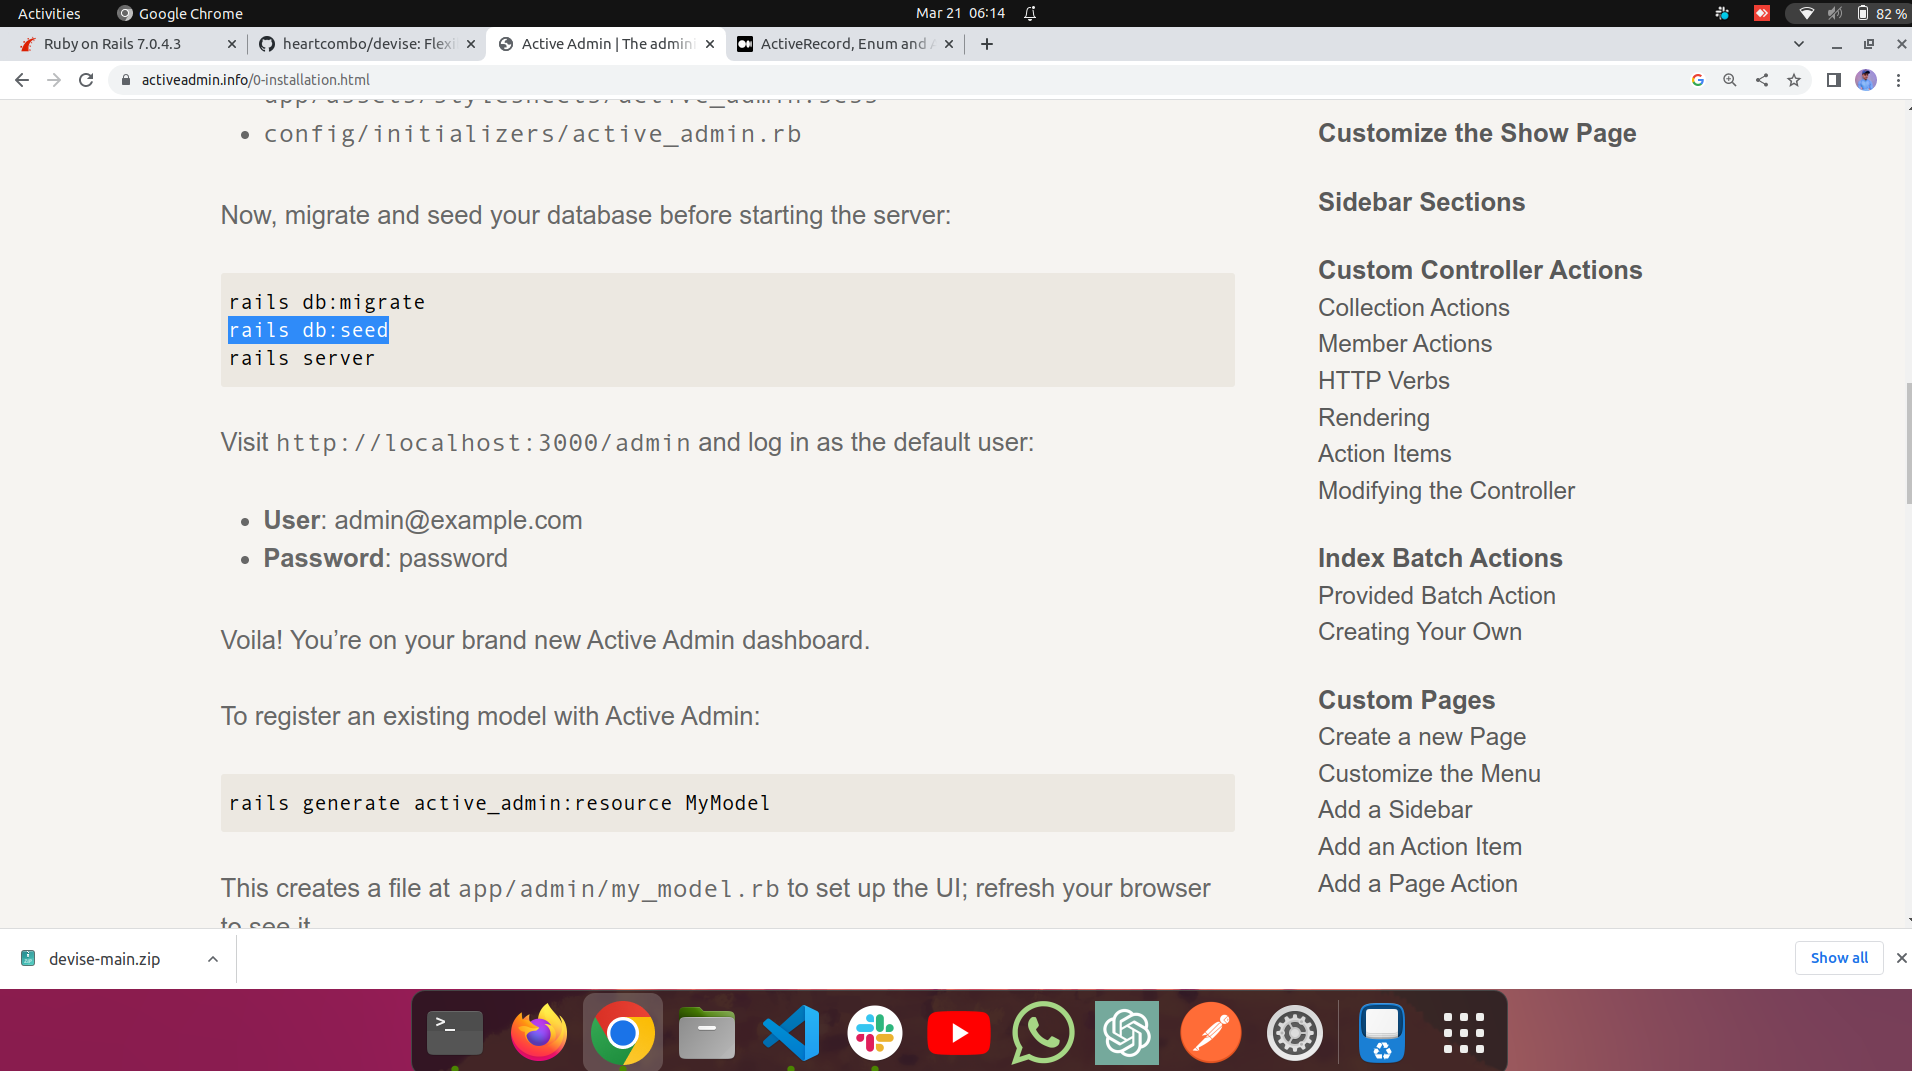 Activities
Google Chrome
Mar 21 06:14
82 %
Ruby on Rails 7.0.4.3
heartcombo/devise: Flexi
Active Admin | The admini
ActiveRecord, Enum and A
activeadmin.info/0-installation.html
app/assets/stylesheets/active_admin.scss
config/initializers/active_admin.rb
Now, migrate and seed your database before starting the server:
rails db:migrate
rails db:seed
rails server
Visit http://localhost:3000/admin and log in as the default user:
User: admin@example.com
Password: password
Voila! You’re on your brand new Active Admin dashboard.
To register an existing model with Active Admin:
rails generate active_admin:resource MyModel
This creates a file at app/admin/my_model.rb to set up the UI; refresh your browser
to see it
Customize the Show Page
Sidebar Sections
Custom Controller Actions
Collection Actions
Member Actions
HTTP Verbs
Rendering
Action Items
Modifying the Controller
Index Batch Actions
Provided Batch Action
Creating Your Own
Custom Pages
Create a new Page
Customize the Menu
Add a Sidebar
Add an Action Item
Add a Page Action
devise-main.zip
Show all
>_